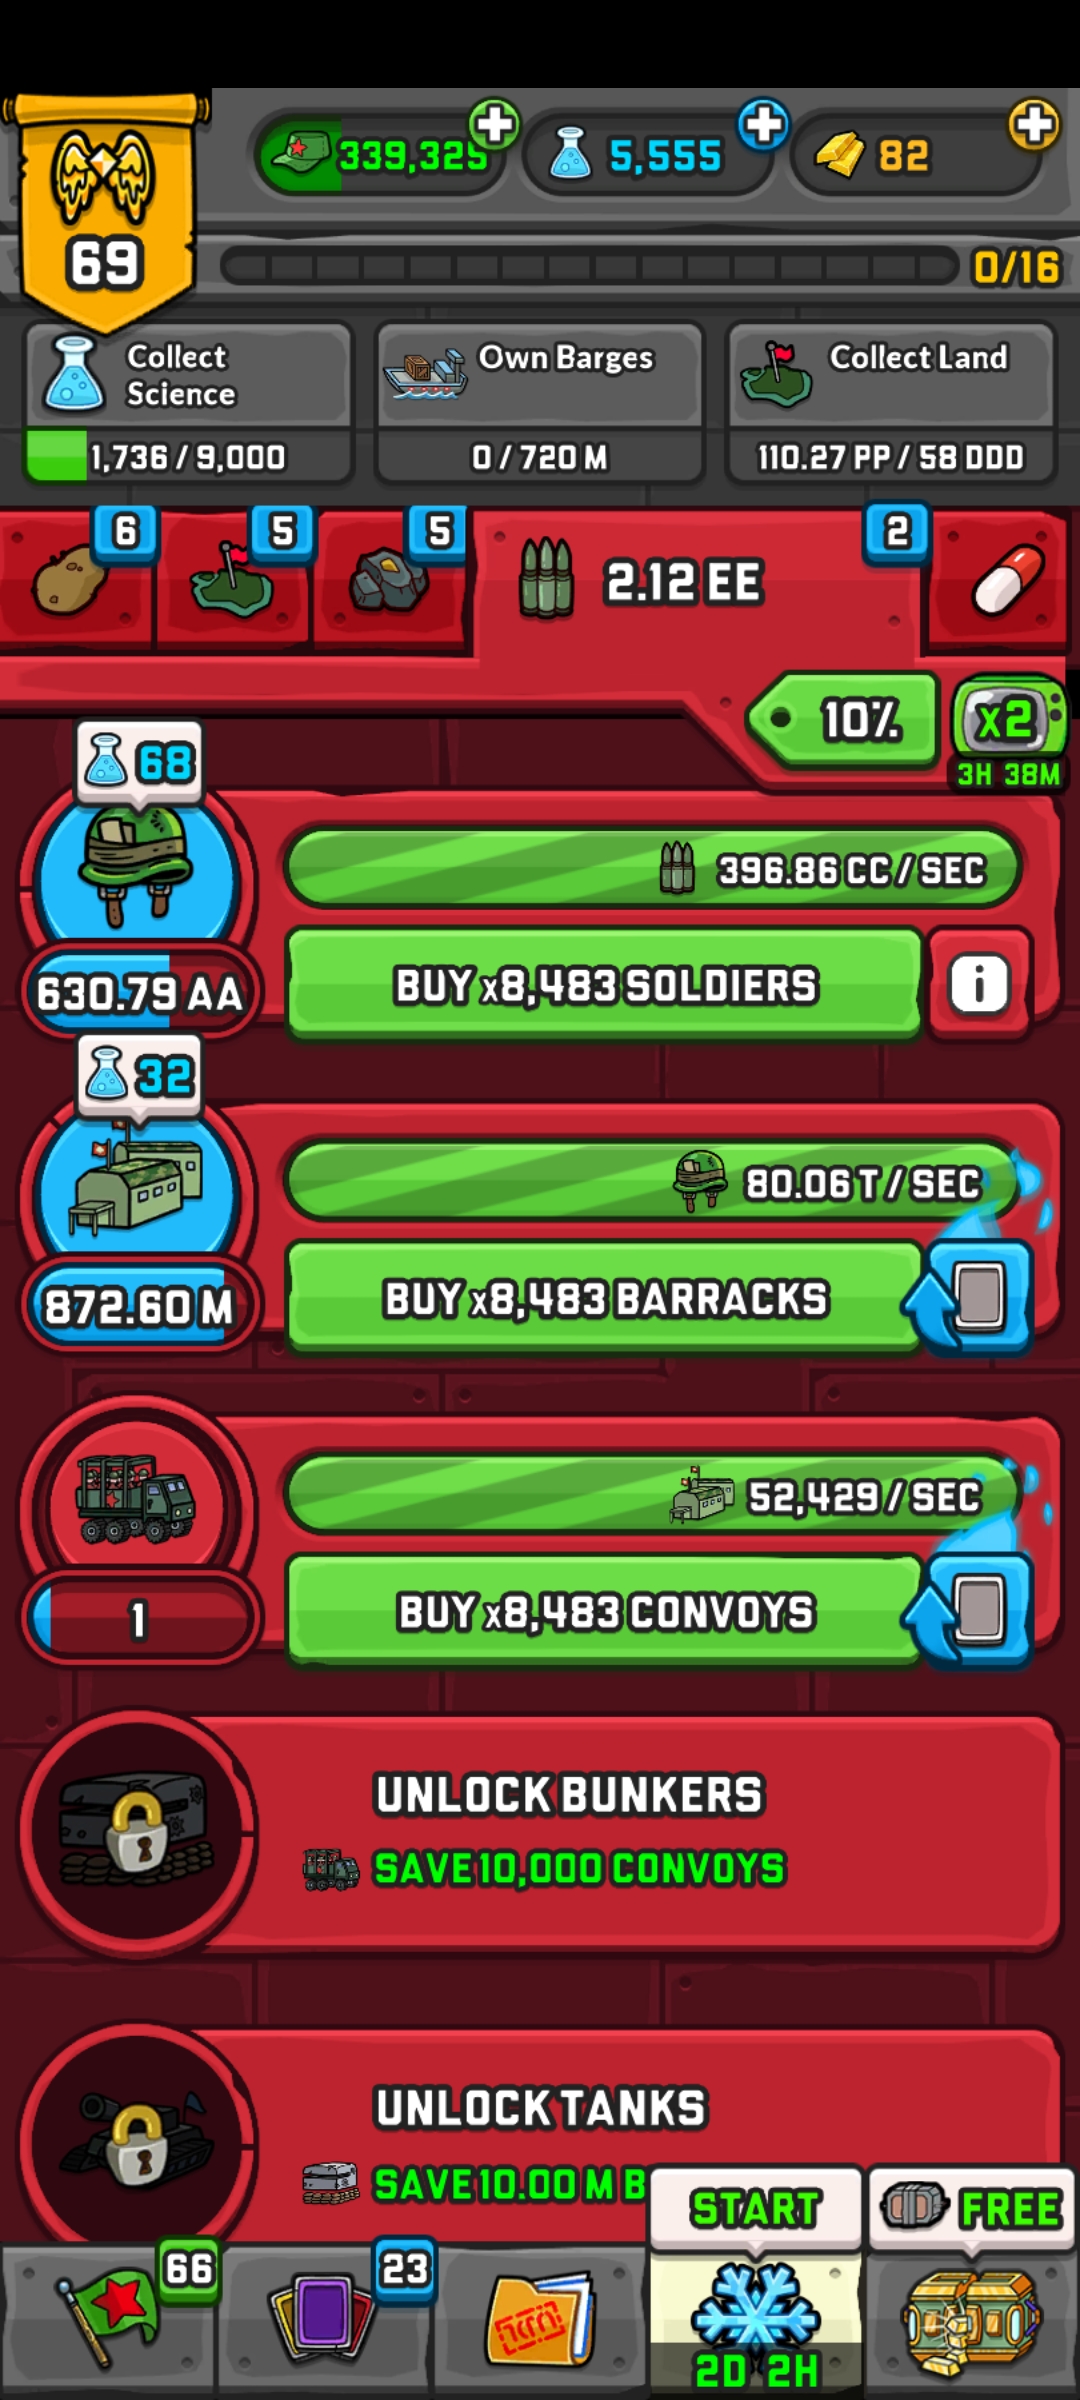 339,325
5,555
82
69
0/16
Collect
Science
1,736 / 9,000
Own Barges
0 / 720 M
Collect Land
110.27 PP / 58 DDD
6
5
5
2.12 EE
2
10%
x2
3H 38M
68
396.86 CC / SEC
630.79 AA
BUY x8,483 SOLDIERS
i
32
80.06 T / SEC
872.60 M
BUY x8,483 BARRACKS
52,429 / SEC
1
BUY x8,483 CONVOYS
UNLOCK BUNKERS
SAVE 10,000 CONVOYS
UNLOCK TANKS
SAVE 10.00 M B
START
FREE
66
23
2D 2H